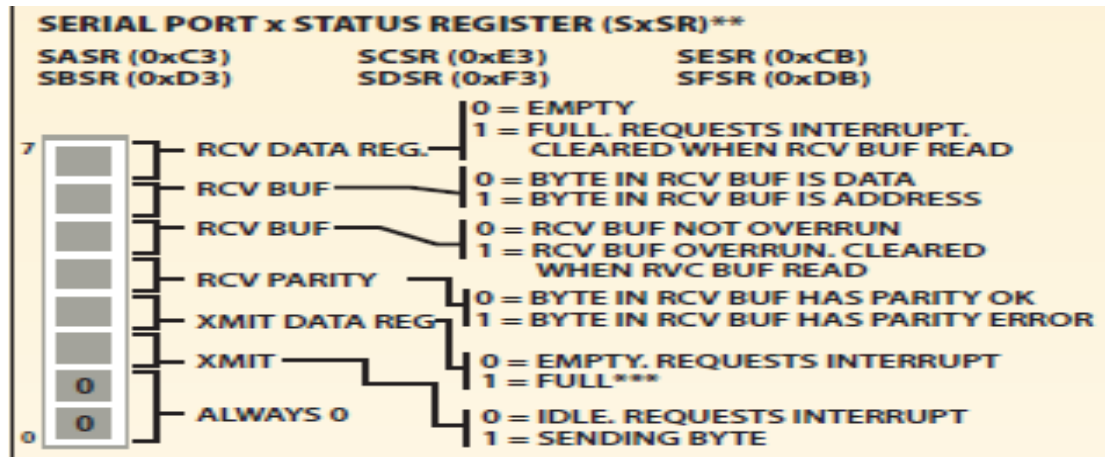 SERIAL PORT x STATUS REGISTER (SxSR)**
SASR (0xC3) SCSR (0xE3) SESR (0xCB)
SBSR (0xD3) SDSR (0xF3) SFSR (0xDB)
7
RCV DATA REG.
0 = EMPTY
1 = FULL. REQUESTS INTERRUPT.
CLEARED WHEN RCV BUF READ
RCV BUF
0 = BYTE IN RCV BUF IS DATA
1 = BYTE IN RCV BUF IS ADDRESS
RCV BUF
0 = RCV BUF NOT OVERRUN
1 = RCV BUF OVERRUN. CLEARED
WHEN RVC BUF READ
RCV PARITY
0 = BYTE IN RCV BUF HAS PARITY OK
1 = BYTE IN RCV BUF HAS PARITY ERROR
XMIT DATA REG
0 = EMPTY. REQUESTS INTERRUPT
1 = FULL***
XMIT
0 = IDLE. REQUESTS INTERRUPT
1 = SENDING BYTE
0
0
ALWAYS 0
0